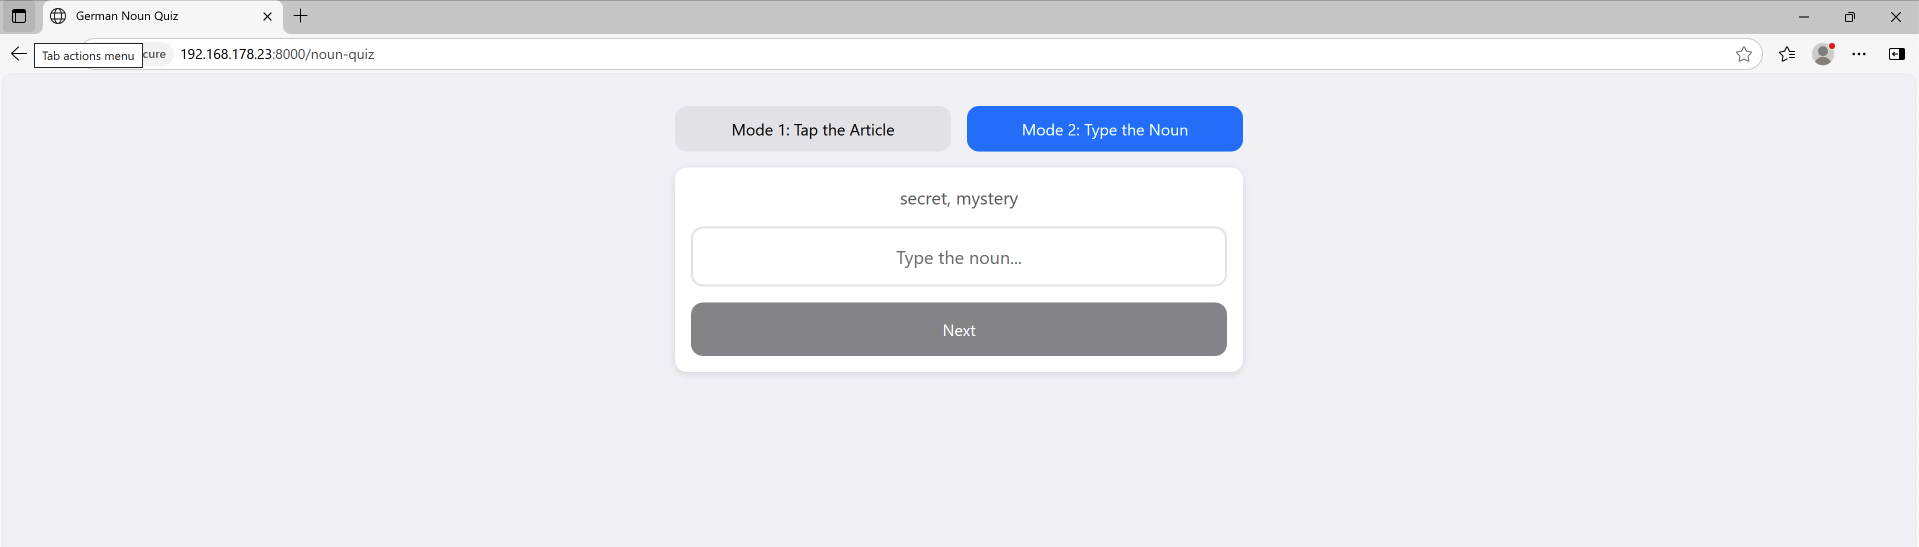 German Noun Quiz
Tab actions menu
cure 192.168.178.23:8000/noun-quiz
Mode 1: Tap the Article
Mode 2: Type the Noun
secret, mystery
Type the noun...
Next